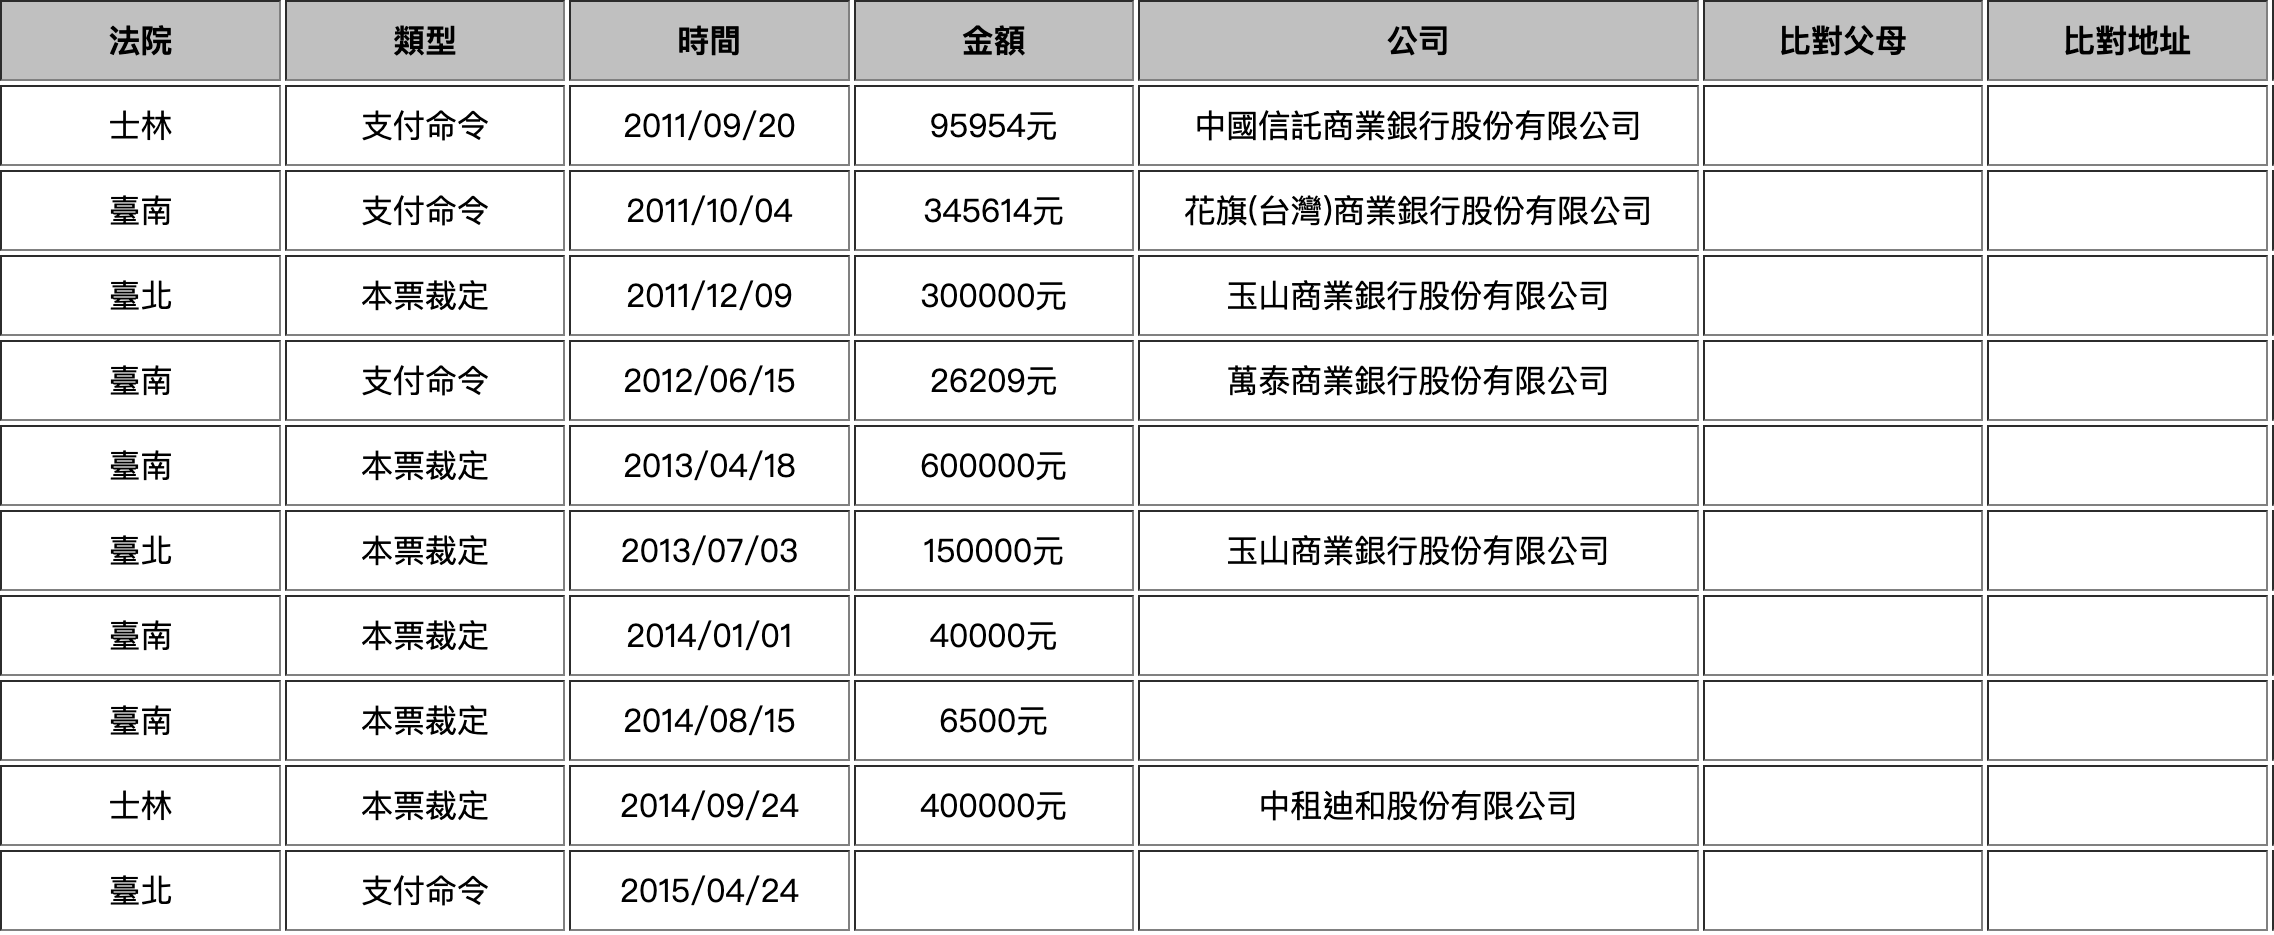 法院 類型 時間 金額 公司 比對父母 比對地址
士林 支付命令 2011/09/20 95954元 中國信託商業銀行股份有限公司
臺南 支付命令 2011/10/04 345614元 花旗(台灣)商業銀行股份有限公司
臺北 本票裁定 2011/12/09 300000元 玉山商業銀行股份有限公司
臺南 支付命令 2012/06/15 26209元 萬泰商業銀行股份有限公司
臺南 本票裁定 2013/04/18 600000元
臺北 本票裁定 2013/07/03 150000元 玉山商業銀行股份有限公司
臺南 本票裁定 2014/01/01 40000元
臺南 本票裁定 2014/08/15 6500元
士林 本票裁定 2014/09/24 400000元 中租迪和股份有限公司
臺北 支付命令 2015/04/24